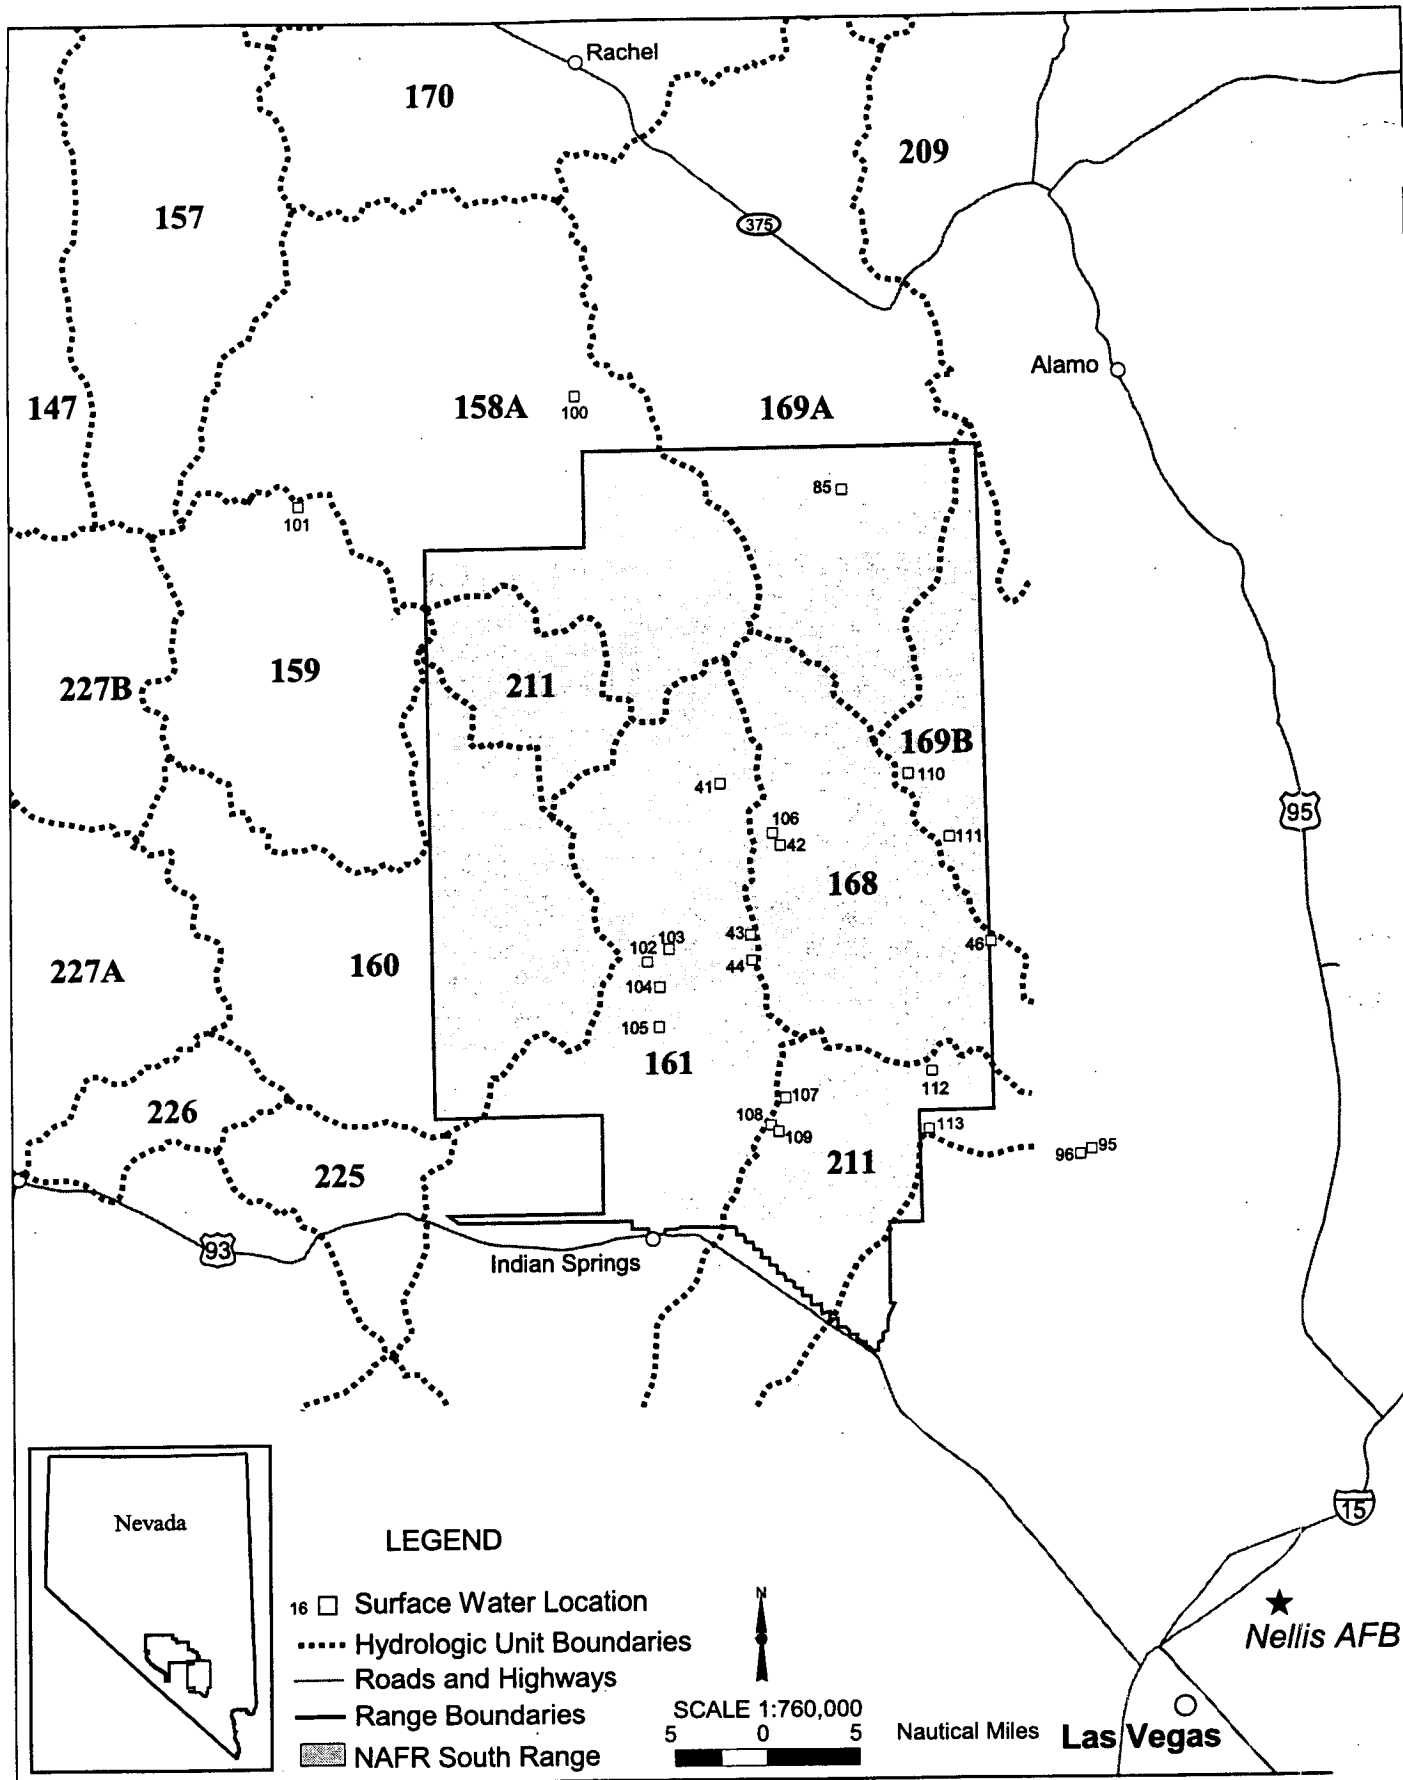 Rachel
170
209
157
375
Alamo
147
158A
100
169A
85
101
211
159
227B
169B
110
41
95
106
42
111
168
103
43
102
46
44
227A
160
104
105
161
112
107
226
108
113
109
95
96
211
225
93
Indian Springs
Nevada
LEGEND
15
16 Surface Water Location
N
Hydrologic Unit Boundaries
Nellis AFB
Roads and Highways
SCALE 1:760,000
Range Boundaries
5 0 5
Nautical Miles
Las Vegas
NAFR South Range